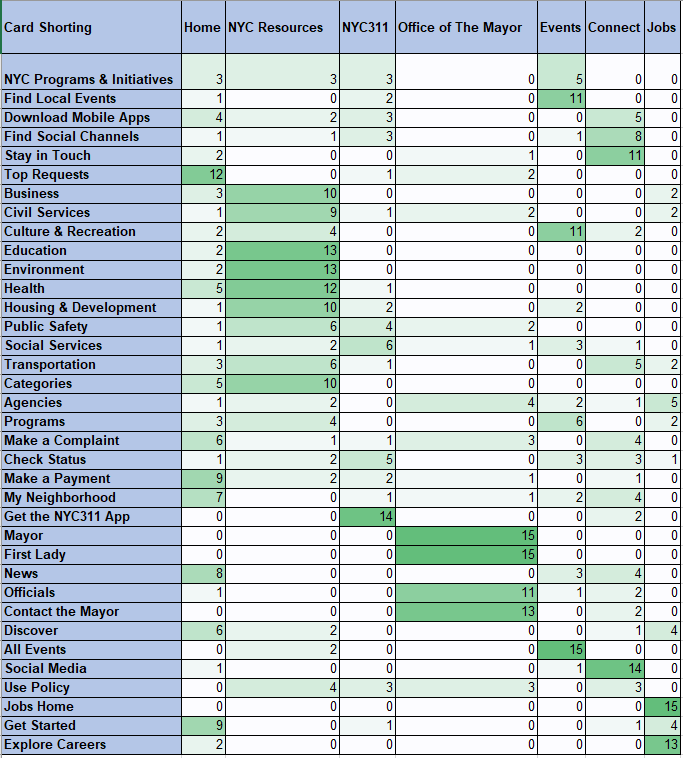 Card Shorting Home NYC Resources NYC311 Office of The Mayor Events Connect Jobs
NYC Programs & Initiatives 3 3 3 0 5 0 0
Find Local Events 1 0 2 0 11 0 0
Download Mobile Apps 4 2 3 0 0 5 0
Find Social Channels 1 1 3 0 1 8 0
Stay in Touch 2 0 0 1 0 11 0
Top Requests 12 0 1 2 0 0 0
Business 3 10 0 0 0 0 2
Civil Services 1 9 1 2 0 0 2
Culture & Recreation 2 4 0 0 11 2 0
Education 2 13 0 0 0 0 0
Environment 2 13 0 0 0 0 0
Health 5 12 1 0 0 0 0
Housing & Development 1 10 2 0 2 0 0
Public Safety 1 6 4 2 0 0 0
Social Services 1 2 6 1 3 1 0
Transportation 3 6 1 0 0 5 2
Categories 5 10 0 0 0 0 0
Agencies 1 2 0 4 2 1 5
Programs 3 4 0 0 6 0 2
Make a Complaint 6 1 1 3 0 4 0
Check Status 1 2 5 0 3 3 1
Make a Payment 9 2 2 1 0 1 0
My Neighborhood 7 0 1 1 2 4 0
Get the NYC311 App 0 0 14 0 0 2 0
Mayor 0 0 0 15 0 0 0
First Lady 0 0 0 15 0 0 0
News 8 0 0 0 3 4 0
Officials 1 0 0 11 1 2 0
Contact the Mayor 0 0 0 13 0 2 0
Discover 6 2 0 0 0 1 4
All Events 0 2 0 0 15 0 0
Social Media 1 0 0 0 1 14 0
Use Policy 0 4 3 3 0 3 0
Jobs Home 0 0 0 0 0 0 15
Get Started 9 0 1 0 0 1 4
Explore Careers 2 0 0 0 0 0 13